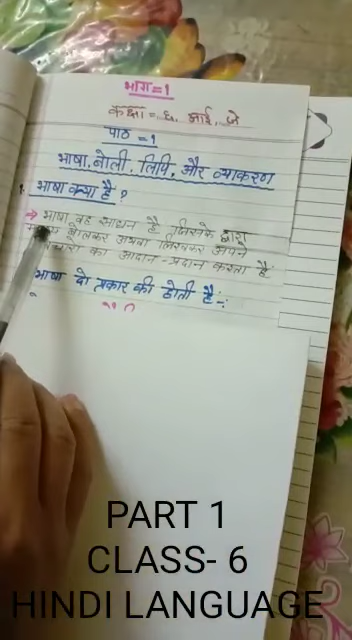 भाग = 1
कक्षा = ६. आई. जे
पाठ = 1
भाषा, बोली, लिपि, और व्याकरण
भाषा क्या है ?
→ भाषा वह साधन है जिसके द्वारा
बोलकर अथवा लिखकर अपने
का आदान - प्रदान करता है
भाषा दो प्रकार की होती है -:
PART 1
CLASS- 6
HINDI LANGUAGE